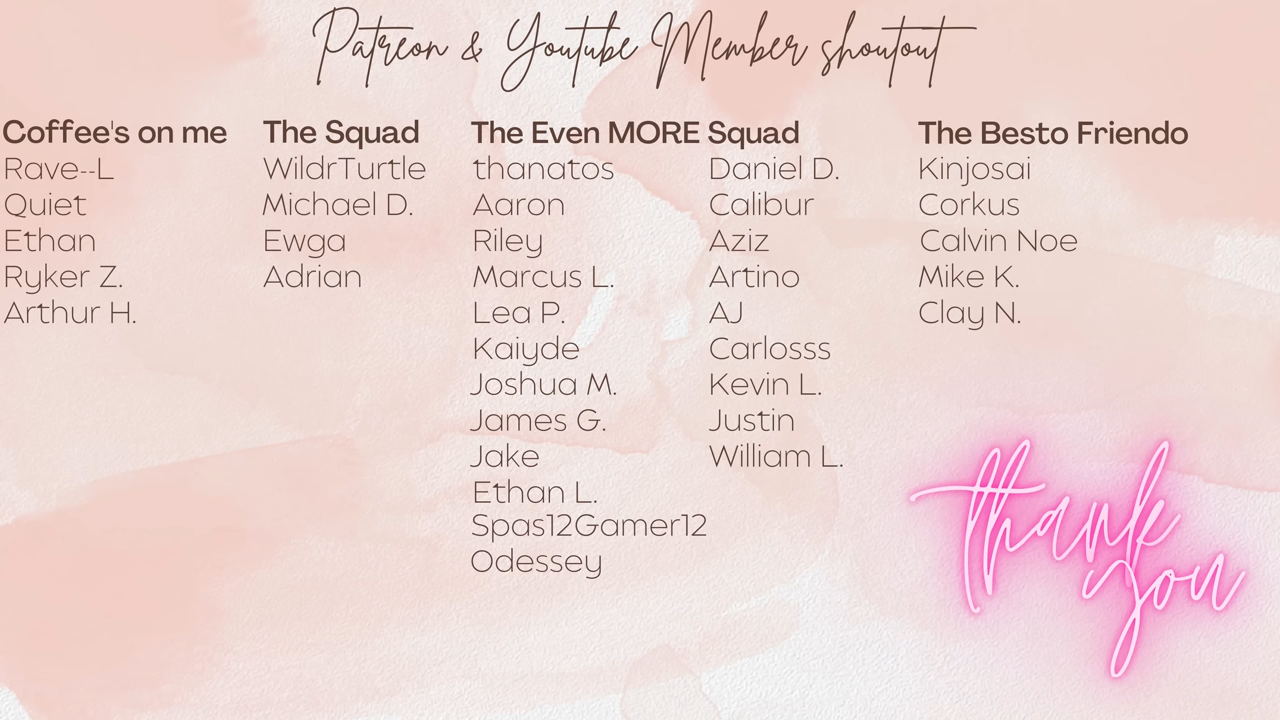 Patreon & Youtube Member shoutout
Coffee's on me
Rave--L
Quiet
Ethan
Ryker Z.
Arthur H.
The Squad
WildrTurtle
Michael D.
Ewga
Adrian
The Even MORE Squad
thanatos
Aaron
Riley
Marcus L.
Lea P.
Kaiyde
Joshua M.
James G.
Jake
Ethan L.
Spas12Gamer12
Odessey
Daniel D.
Calibur
Aziz
Artino
AJ
Carlosss
Kevin L.
Justin
William L.
The Besto Friendo
Kinjosai
Corkus
Calvin Noe
Mike K.
Clay N.
thank
you